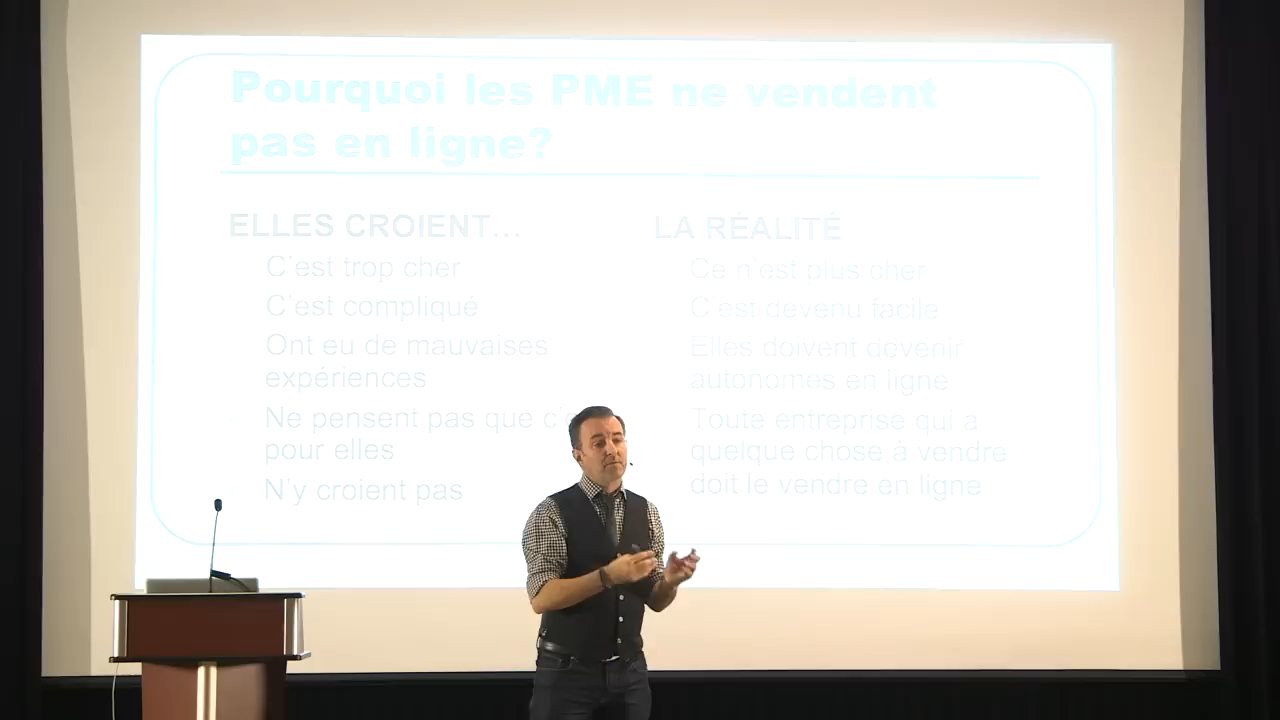 Pourquoi les PME ne vendent
pas en ligne?
ELLES CROIENT...
C'est trop cher
C'est compliqué
Ont eu de mauvaises
expériences
Ne pensent pas que
pour elles
N'y croient pas
LA RÉALITÉ
Ce n'est plus cher
C'est devenu facile
Elles doivent devenir
autonomes en ligne
Toute entreprise qui a
quelque chose à vendre
doit le vendre en ligne